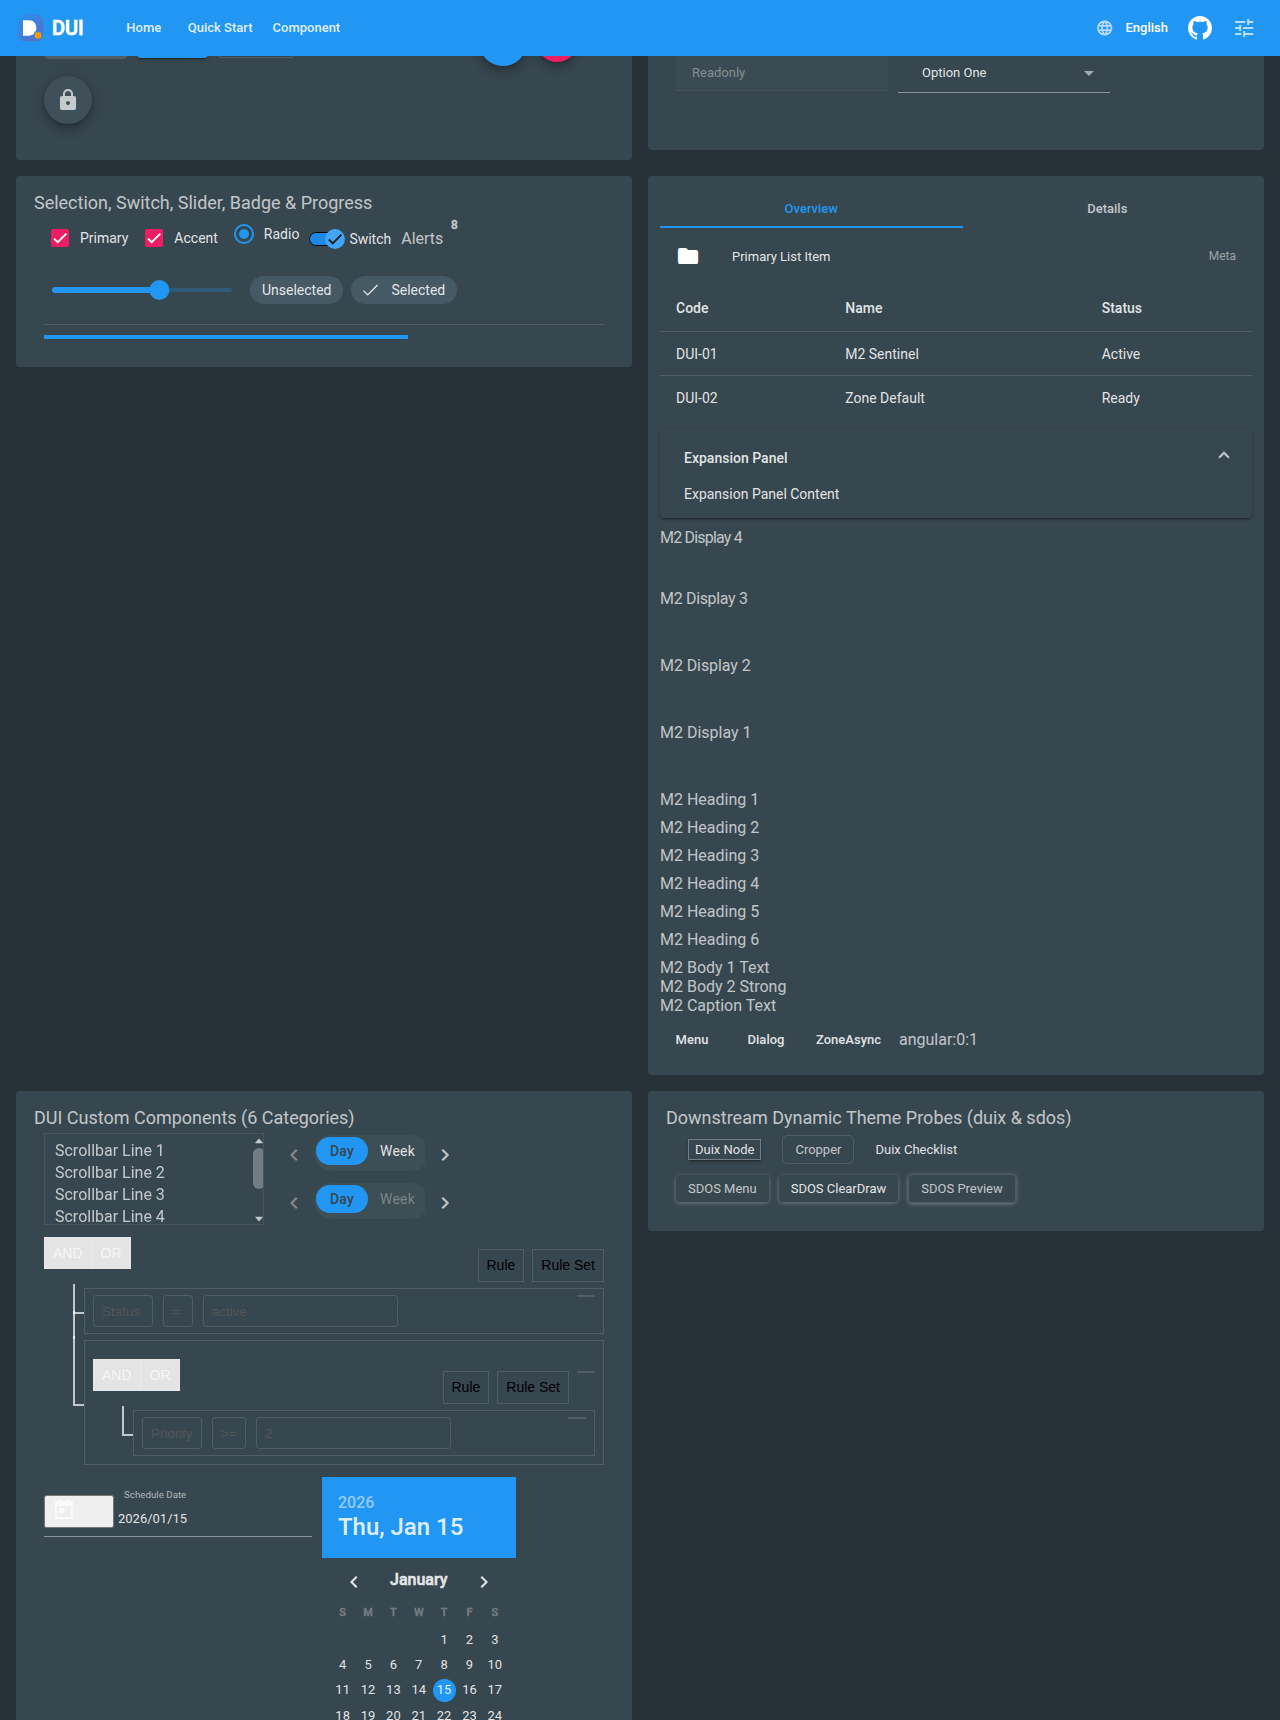 DUI Home Quick Start Component English
Readonly Option One
Selection, Switch, Slider, Badge & Progress
Primary Accent Radio Switch Alerts 8
Unselected Selected
Overview Details
Primary List Item Meta
Code Name Status
DUI-01 M2 Sentinel Active
DUI-02 Zone Default Ready
Expansion Panel
Expansion Panel Content
M2 Display 4
M2 Display 3
M2 Display 2
M2 Display 1
M2 Heading 1
M2 Heading 2
M2 Heading 3
M2 Heading 4
M2 Heading 5
M2 Heading 6
M2 Body 1 Text
M2 Body 2 Strong
M2 Caption Text
Menu Dialog ZoneAsync angular:0:1
DUI Custom Components (6 Categories)
Scrollbar Line 1
Scrollbar Line 2
Scrollbar Line 3
Scrollbar Line 4
Day Week
Day Week
AND OR Rule Rule Set
Status = active
AND OR Rule Rule Set
Priority >= 2
Schedule Date
2026/01/15
2026
Thu, Jan 15
January
S M T W T F S
1 2 3
4 5 6 7 8 9 10
11 12 13 14 15 16 17
18 19 20 21 22 23 24
Downstream Dynamic Theme Probes (duix & sdos)
Duix Node Cropper Duix Checklist
SDOS Menu SDOS ClearDraw SDOS Preview